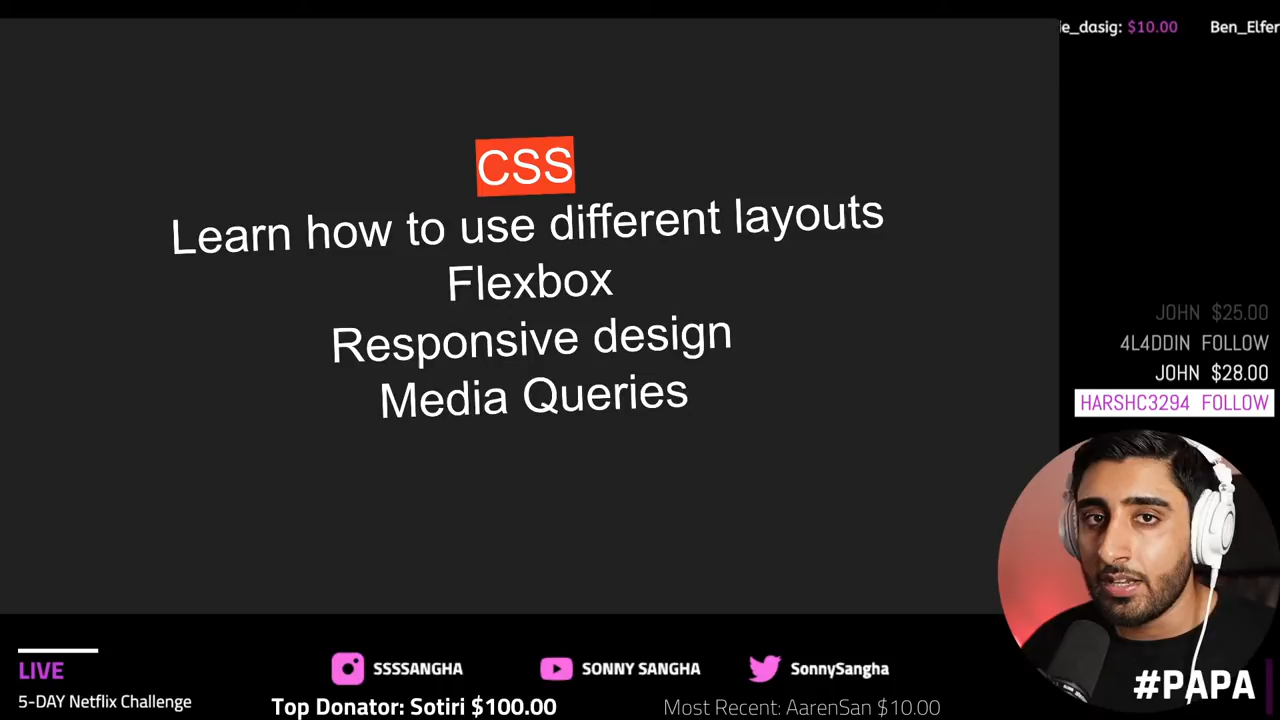 ie_dasig: $10.00 Ben_Elfer
CSS
Learn how to use different layouts
Flexbox
Responsive design
Media Queries
JOHN $25.00
4L4DDIN FOLLOW
JOHN $28.00
HARSHC3294 FOLLOW
#PAPA
LIVE
5-DAY Netflix Challenge
SSSSANGHA
SONNY SANGHA
SonnySangha
Top Donator: Sotiri $100.00
Most Recent: AarenSan $10.00